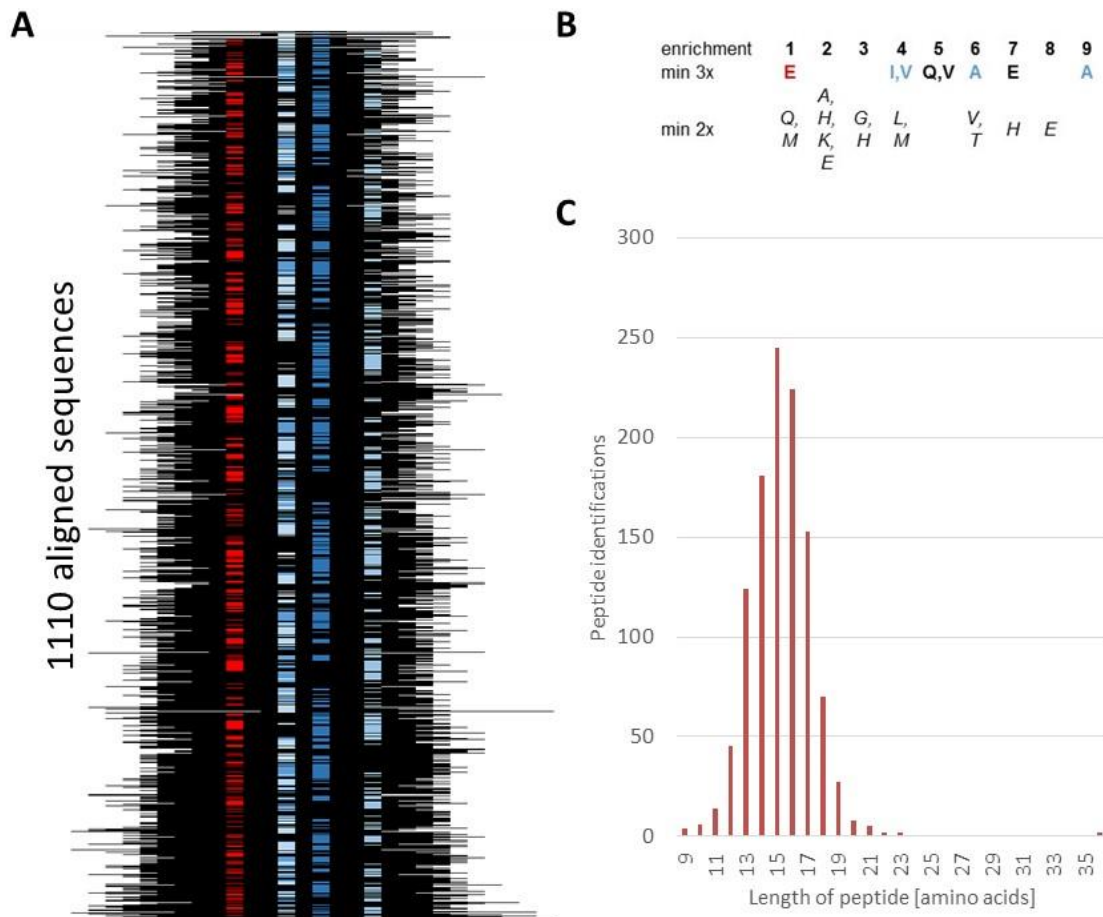 A
1110 aligned sequences
B
enrichment 1 2 3 4 5 6 7 8 9
min 3x E I,V Q,V A E A
A,
Q, H, G, L, V,
min 2x H E
M K, H M T
E
C
300
250
200
150
100
50
0
Peptide identifications
9 11 13 15 17 19 21 23 25 27 29 31 33 35
Length of peptide [amino acids]